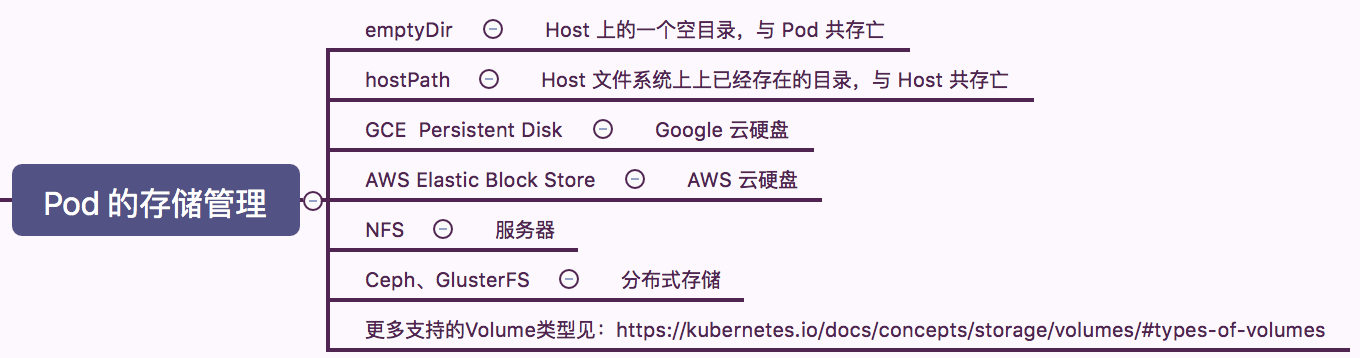 emptyDir Host 上的一个空目录，与 Pod 共存亡
hostPath Host 文件系统上上已经存在的目录，与 Host 共存亡
GCE  Persistent Disk Google 云硬盘
AWS Elastic Block Store AWS 云硬盘
Pod 的存储管理
NFS 服务器
Ceph、GlusterFS 分布式存储
更多支持的Volume类型见：https://kubernetes.io/docs/concepts/storage/volumes/#types-of-volumes